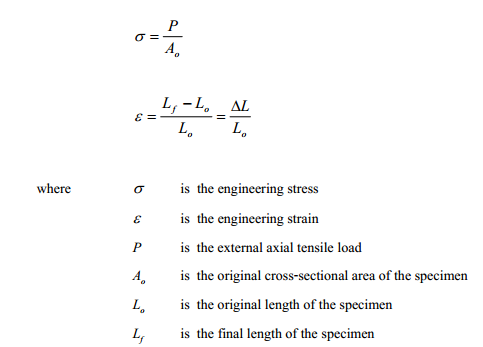 σ = P / A_o
ε = (L_f − L_o) / L_o = ΔL / L_o
where σ is the engineering stress
ε is the engineering strain
P is the external axial tensile load
A_o is the original cross-sectional area of the specimen
L_o is the original length of the specimen
L_f is the final length of the specimen